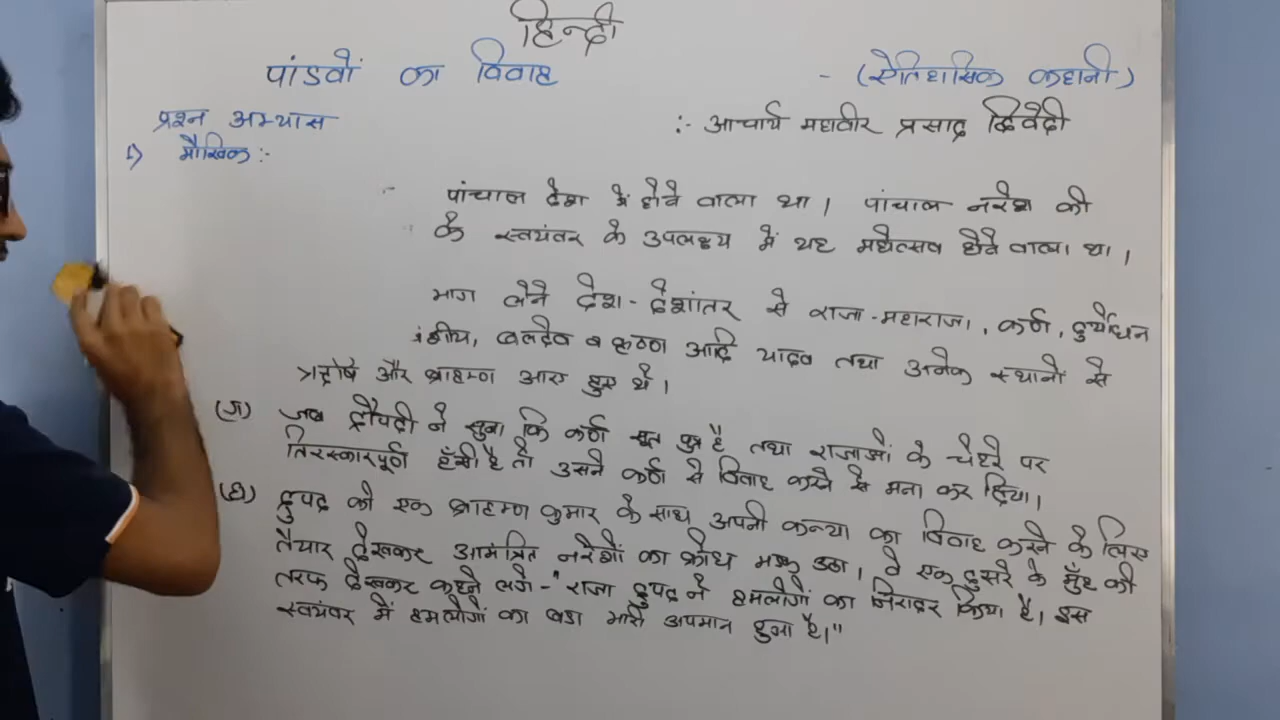 हिन्दी
पांडवों का विवाह - (ऐतिहासिक कहानी)
प्रश्न अभ्यास :- आचार्य महावीर प्रसाद द्विवेदी
1) मौखिक :-
पांचाल देश में होने वाला था। पांचाल नरेश की
के स्वयंवर के उपलक्ष्य में यह महोत्सव होने वाला था।
भाग लेने देश-देशांतर से राजा-महाराजा, कर्ण, दुर्योधन
बलदेव व कृष्ण आदि यादव तथा अनेक स्थानों से
और ब्राह्मण आए हुए थे।
(ग) जब द्रौपदी ने सुना कि कर्ण सूत पुत्र है तथा राजाओं के चेहरे पर
तिरस्कारपूर्ण हँसी है तो उसने कर्ण से विवाह करने से मना कर दिया।
(घ) द्रुपद को एक ब्राह्मण कुमार के साथ अपनी कन्या का विवाह करने के लिए
तैयार देखकर आमंत्रित नरेशों का क्रोध भड़क उठा। वे एक दुसरे के मुँह की
तरफ देखकर कहने लगे-"राजा द्रुपद ने हमलोगों का निरादर किया है। इस
स्वयंवर में हमलोगों का बडा भारी अपमान हुआ है।"